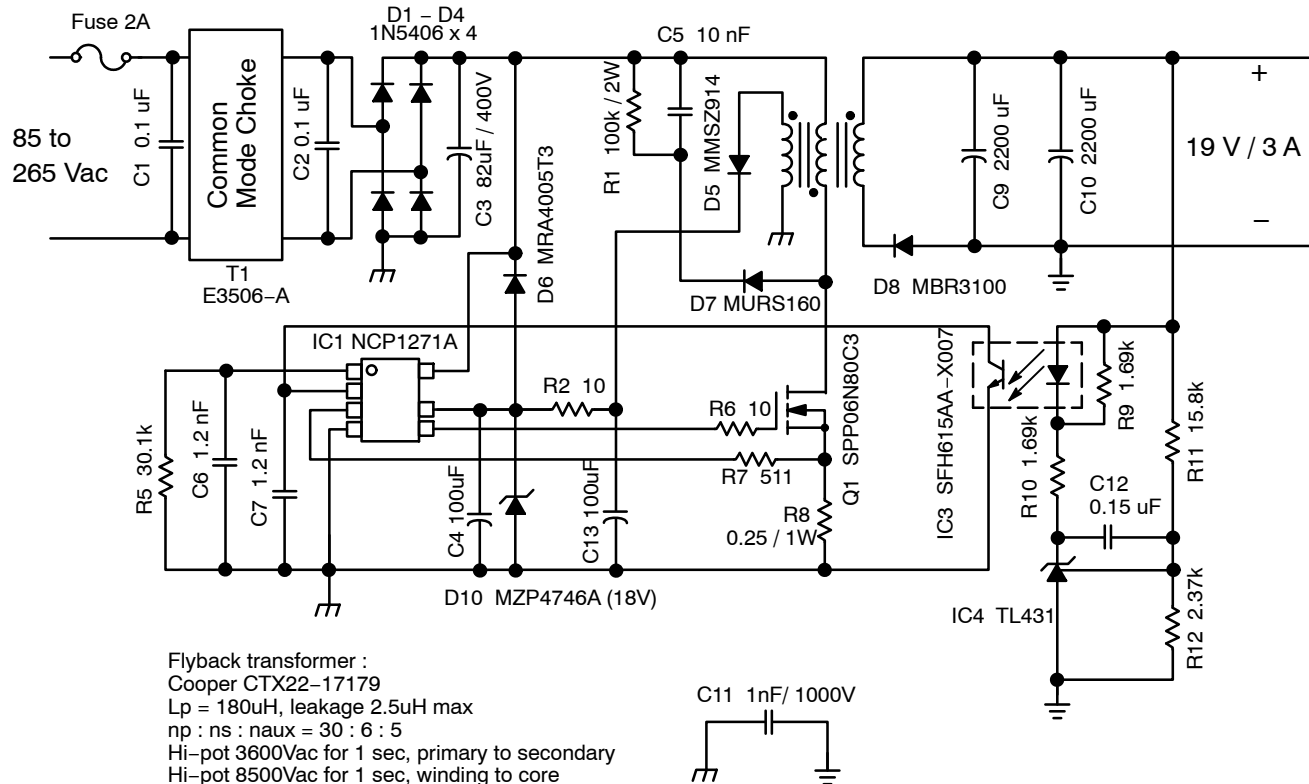 Fuse 2A
D1 – D4
1N5406 x 4
C5 10 nF
85 to
265 Vac
C1 0.1 uF
Common
Mode Choke
C2 0.1 uF
C3 82uF / 400V
R1 100k / 2W
D5 MMSZ914
C9 2200 uF
C10 2200 uF
+
19 V / 3 A
–
T1
E3506–A
D6 MRA4005T3
D7 MURS160
D8 MBR3100
IC1 NCP1271A
R2 10
R6 10
R7 511
Q1 SPP06N80C3
IC3 SFH615AA–X007
R9 1.69k
R10 1.69k
R11 15.8k
C12
0.15 uF
R5 30.1k
C6 1.2 nF
C7 1.2 nF
C4 100uF
C13 100uF
R8
0.25 / 1W
D10 MZP4746A (18V)
IC4 TL431
R12 2.37k
Flyback transformer :
Cooper CTX22–17179
Lp = 180uH, leakage 2.5uH max
np : ns : naux = 30 : 6 : 5
Hi–pot 3600Vac for 1 sec, primary to secondary
Hi–pot 8500Vac for 1 sec, winding to core
C11 1nF/ 1000V